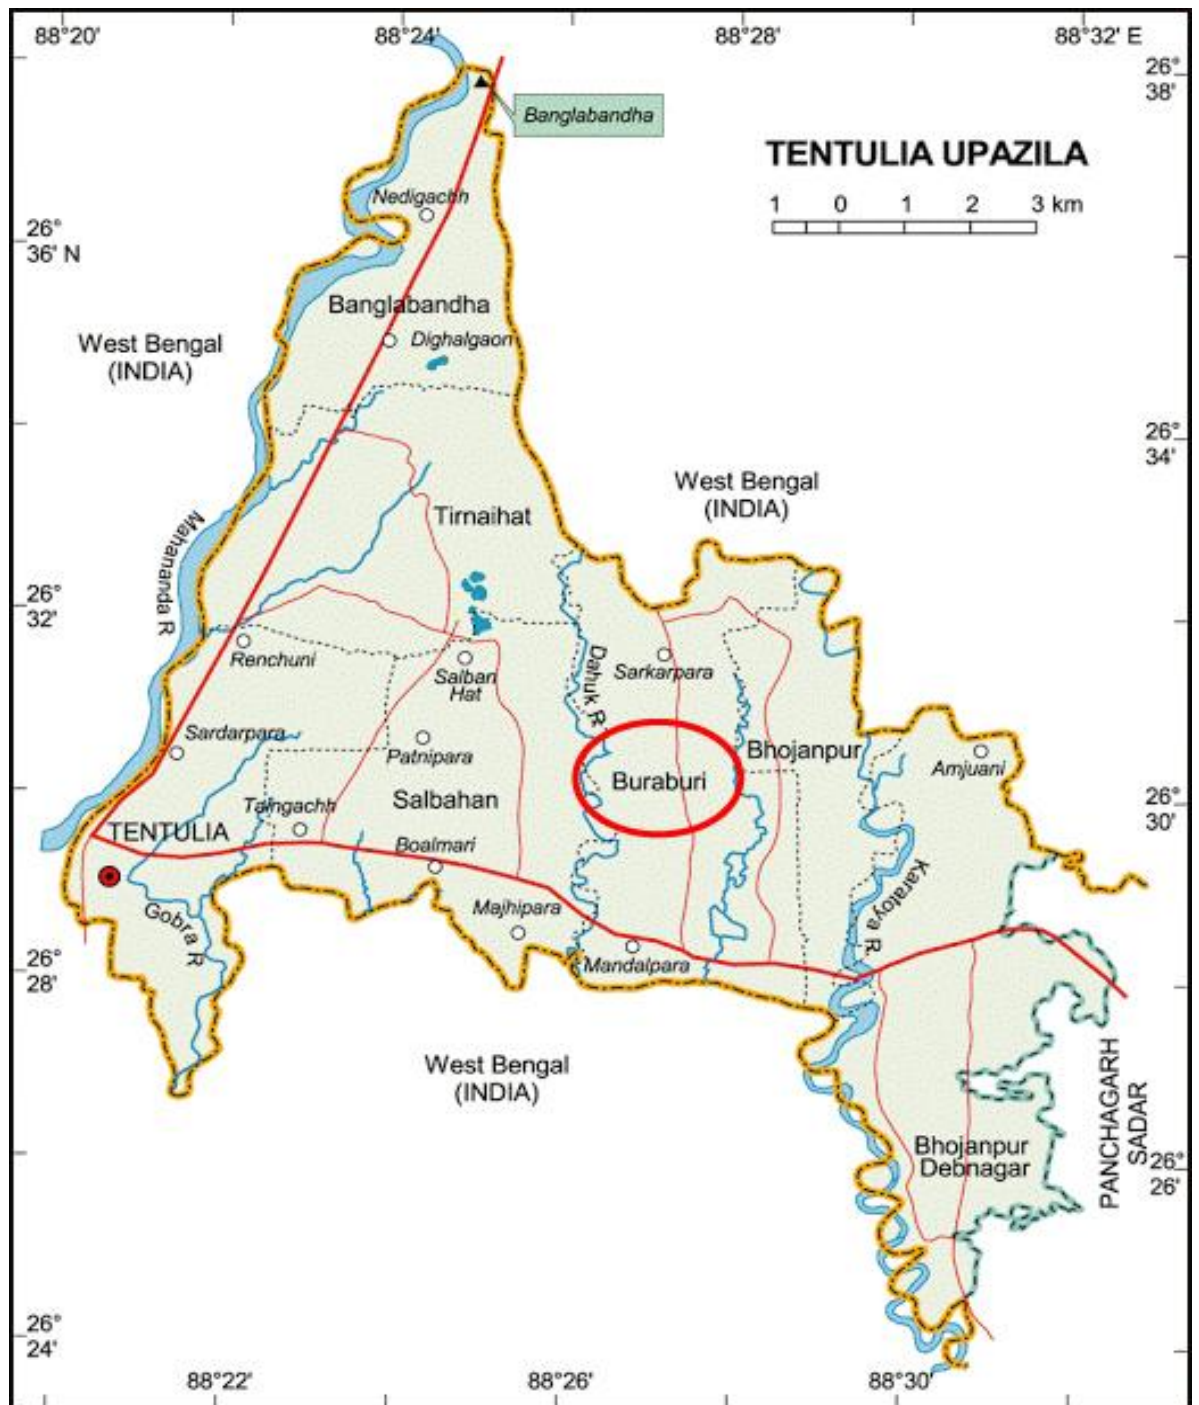 88°20'
88°24'
88°28'
88°32' E
26°
38'
Banglabandha
TENTULIA UPAZILA
1 0 1 2 3 km
Nedigachh
26°
36' N
Banglabandha
Dighalgaon
West Bengal
(INDIA)
26°
34'
West Bengal
(INDIA)
Tirnaihat
Mahananda R
26°
32'
Renchuni
Salban
Hat
Dahuk R
Sarkarpara
Sardarpara
Patnipara
Bhojanpur
Amjuani
Buraburi
Salbahan
Taingachh
26°
30'
TENTULIA
Boalmari
Karatoya R
Majhipara
Gobra R
Mandalpara
26°
28'
West Bengal
(INDIA)
PANCHAGARH
SADAR
Bhojanpur
Debnagar
26°
26'
26°
24'
88°22'
88°26'
88°30'